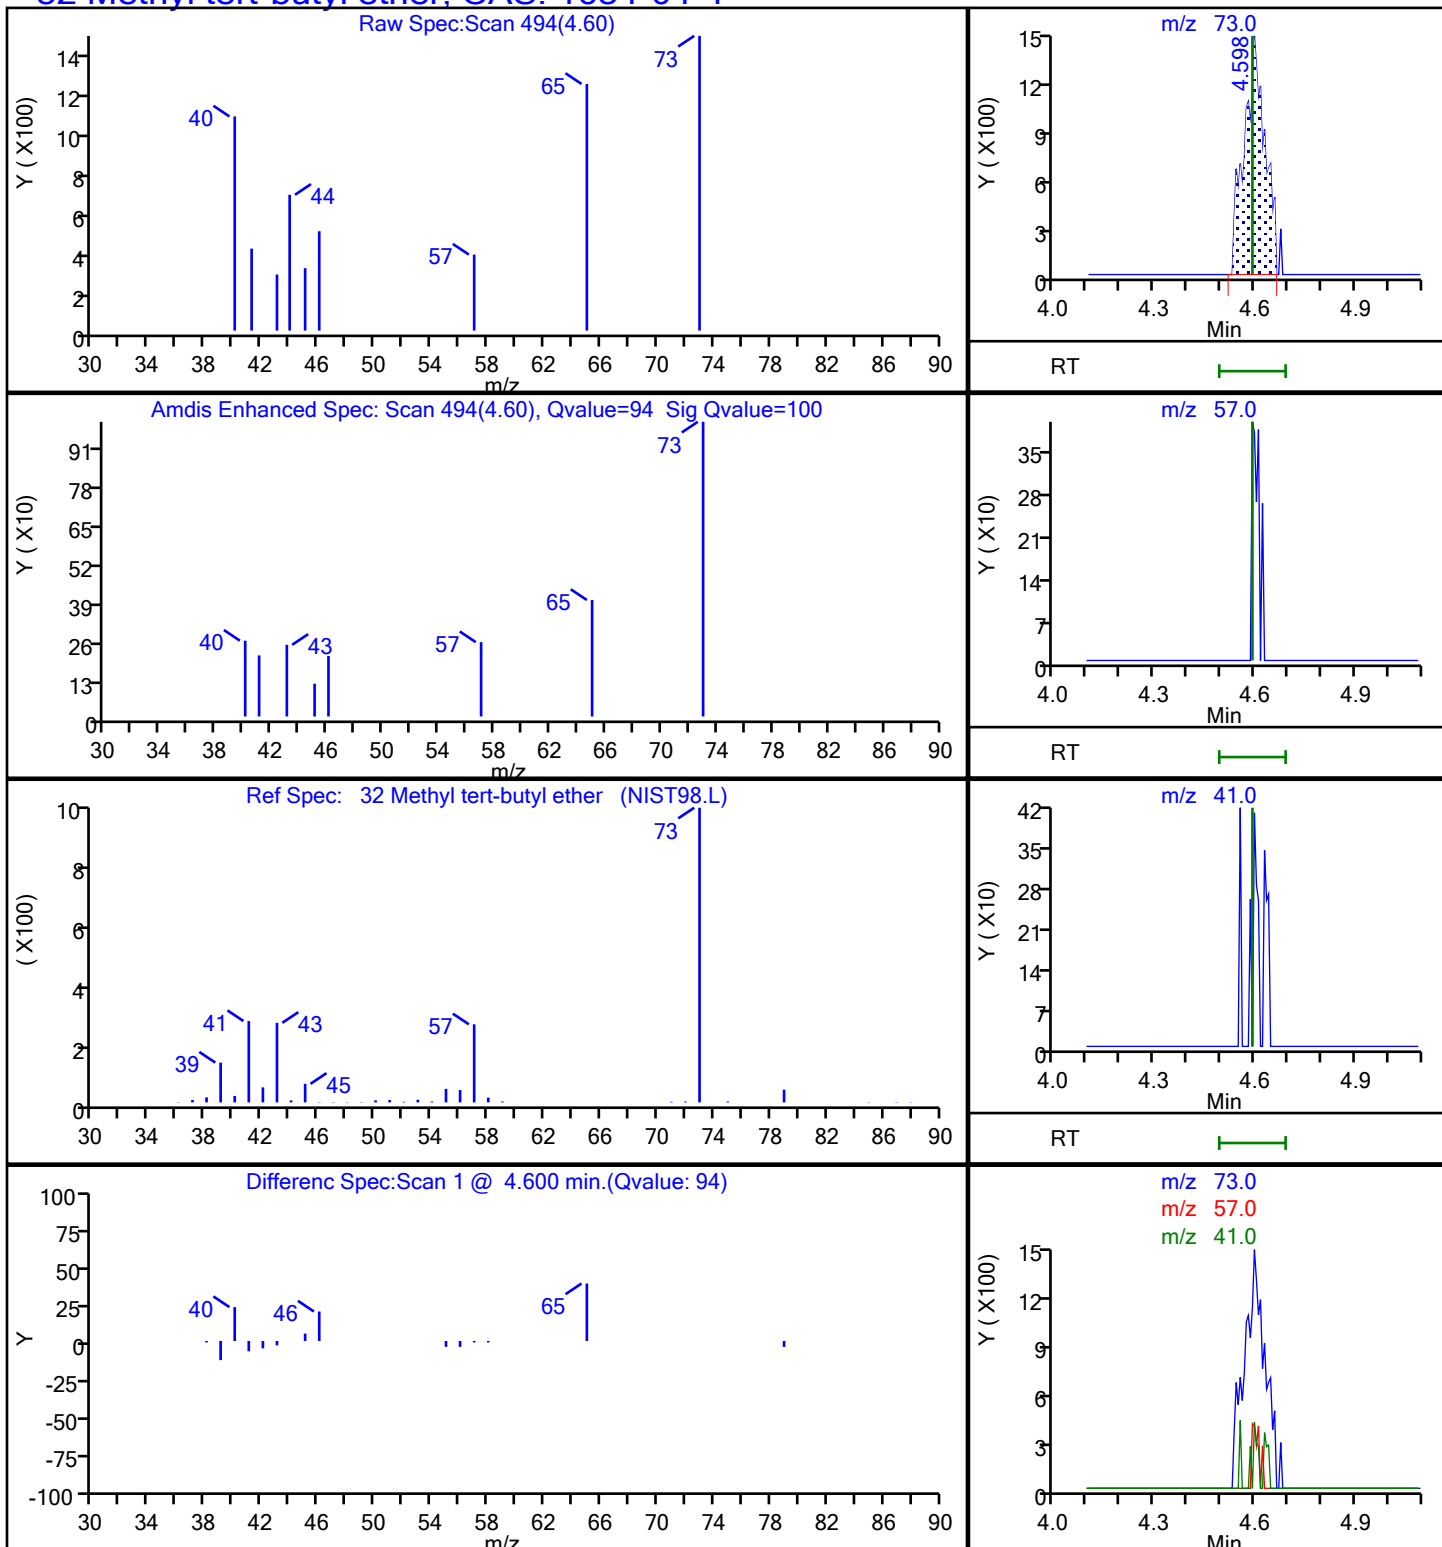 Raw Spec:Scan 494(4.60)
Y ( X100)
14
12
10
8
6
4
2
0
40
44
57
65
73
30 34 38 42 46 50 54 58 62 66 70 74 78 82 86 90
m/z
m/z 73.0
Y ( X100)
15
12
9
6
3
0
4.598
4.0 4.3 4.6 4.9
Min
RT
Amdis Enhanced Spec: Scan 494(4.60), Qvalue=94 Sig Qvalue=100
Y ( X10)
91
78
65
52
39
26
13
0
40
43
57
65
73
30 34 38 42 46 50 54 58 62 66 70 74 78 82 86 90
m/z
m/z 57.0
Y ( X10)
35
28
21
14
7
0
4.0 4.3 4.6 4.9
Min
RT
Ref Spec: 32 Methyl tert-butyl ether (NIST98.L)
( X100)
10
8
6
4
2
0
39
41
43
45
57
73
30 34 38 42 46 50 54 58 62 66 70 74 78 82 86 90
m/z 41.0
Y ( X10)
42
35
28
21
14
7
0
4.0 4.3 4.6 4.9
Min
RT
Differenc Spec:Scan 1 @ 4.600 min.(Qvalue: 94)
Y
100
75
50
25
0
-25
-50
-75
-100
40
46
65
30 34 38 42 46 50 54 58 62 66 70 74 78 82 86 90
m/z
m/z 73.0
m/z 57.0
m/z 41.0
Y ( X100)
15
12
9
6
3
0
4.0 4.3 4.6 4.9
Min